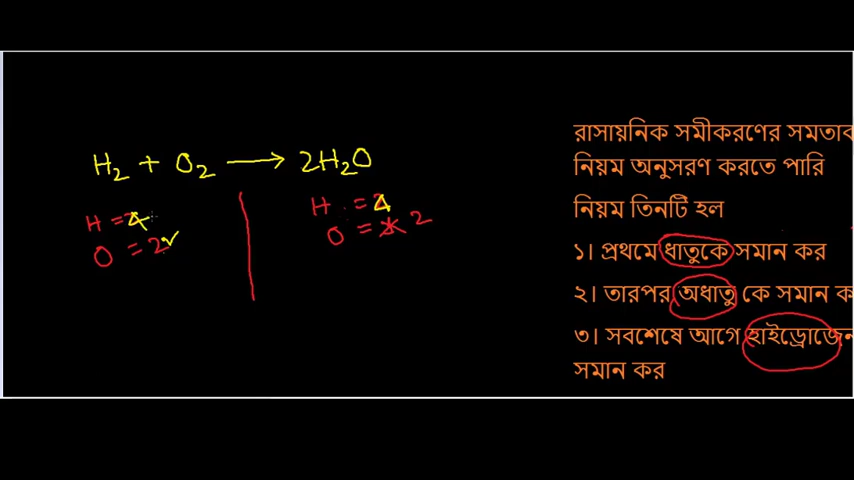 H₂ + O₂ → 2H₂O
H = 4
O = 2✓
H = 4
O = 2
রাসায়নিক সমীকরণের সমতাব
নিয়ম অনুসরণ করতে পারি
নিয়ম তিনটি হল
১। প্রথমে ধাতুকে সমান কর
২। তারপর অধাতু কে সমান ক
৩। সবশেষে আগে হাইড্রোজেন
সমান কর